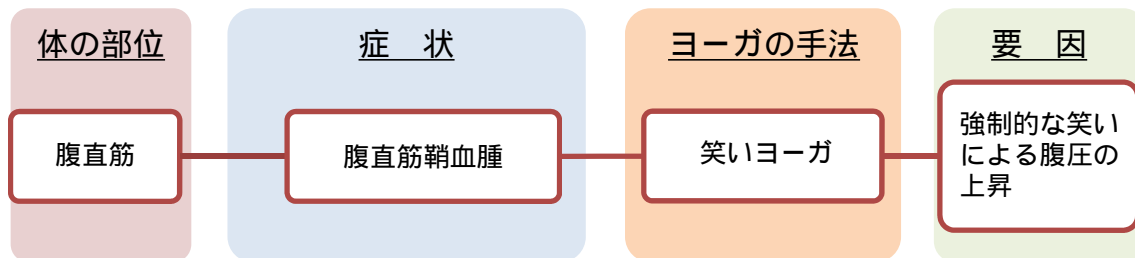 体の部位
症　状
ヨーガの手法
要　因
腹直筋
腹直筋鞘血腫
笑いヨーガ
強制的な笑い
による腹圧の
上昇